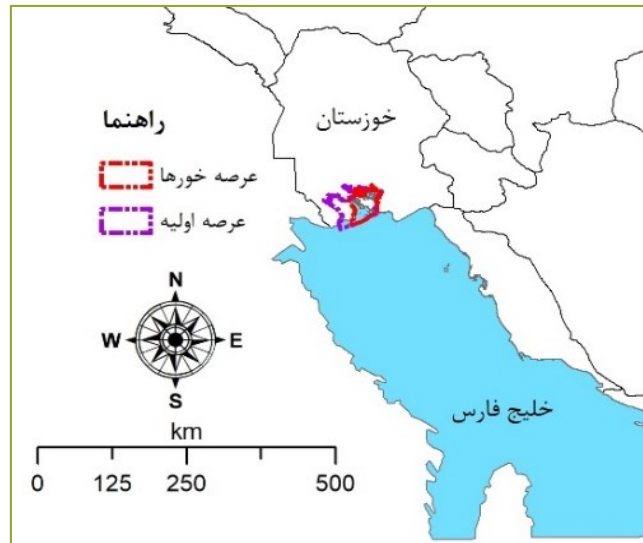 خوزستان
راهنما
عرصه خورها
عرصه اولیه
N
W E
S
km
0 125 250 500
خلیج فارس